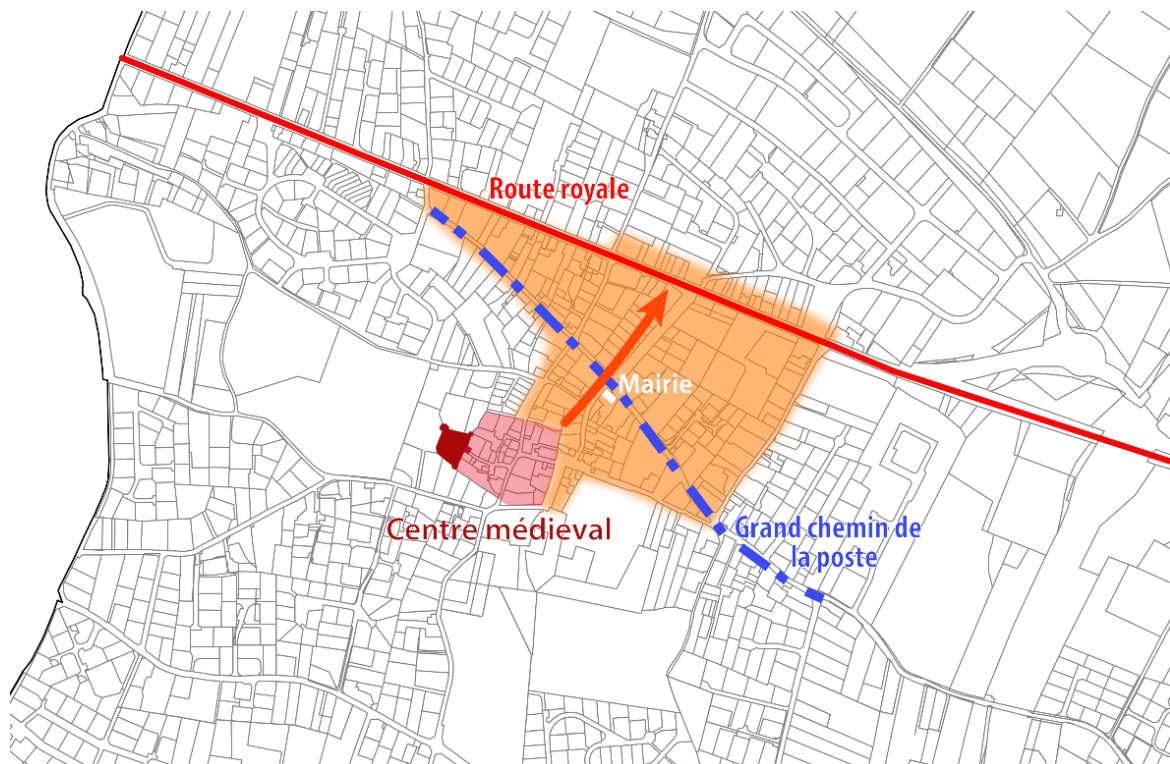 Route royale
Mairie
Centre médieval
Grand chemin de
la poste